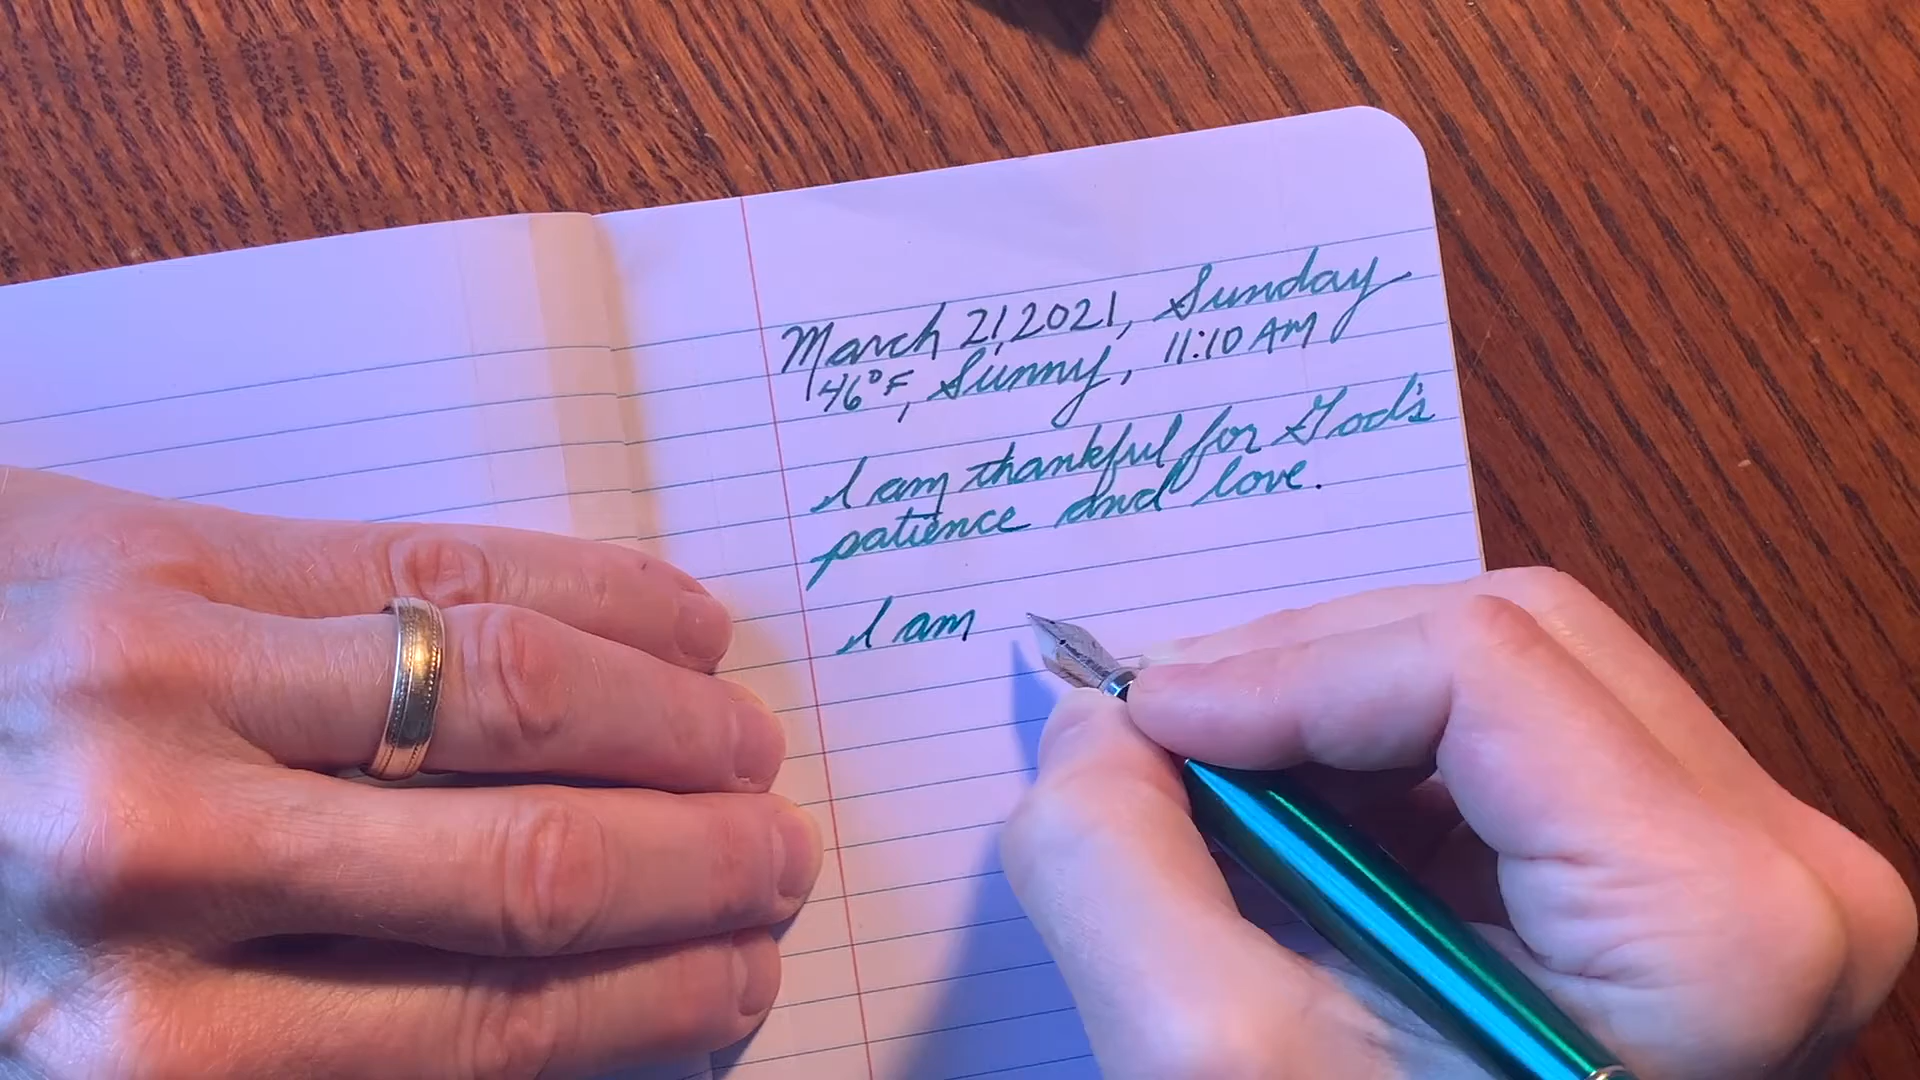 March 21, 2021, Sunday
46°F, Sunny, 11:10 AM
I am thankful for God's
patience and love.
I am